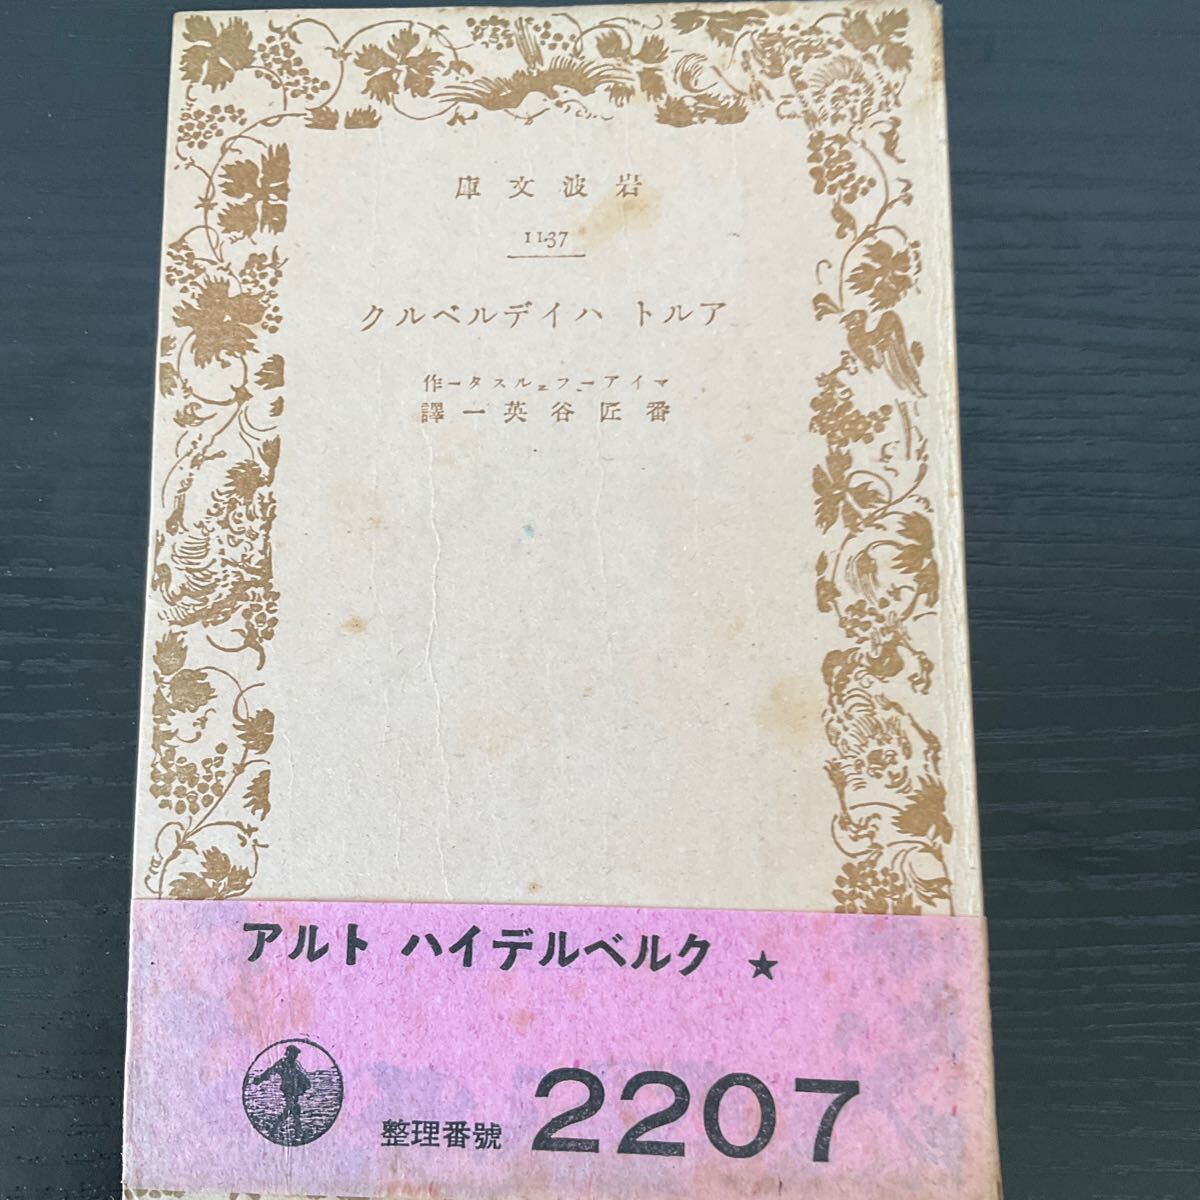 岩波文庫
1137
アルト ハイデルベルク
マイアーフェルスター作
番匠谷英一譯
アルト ハイデルベルク ★
整理番號 2207